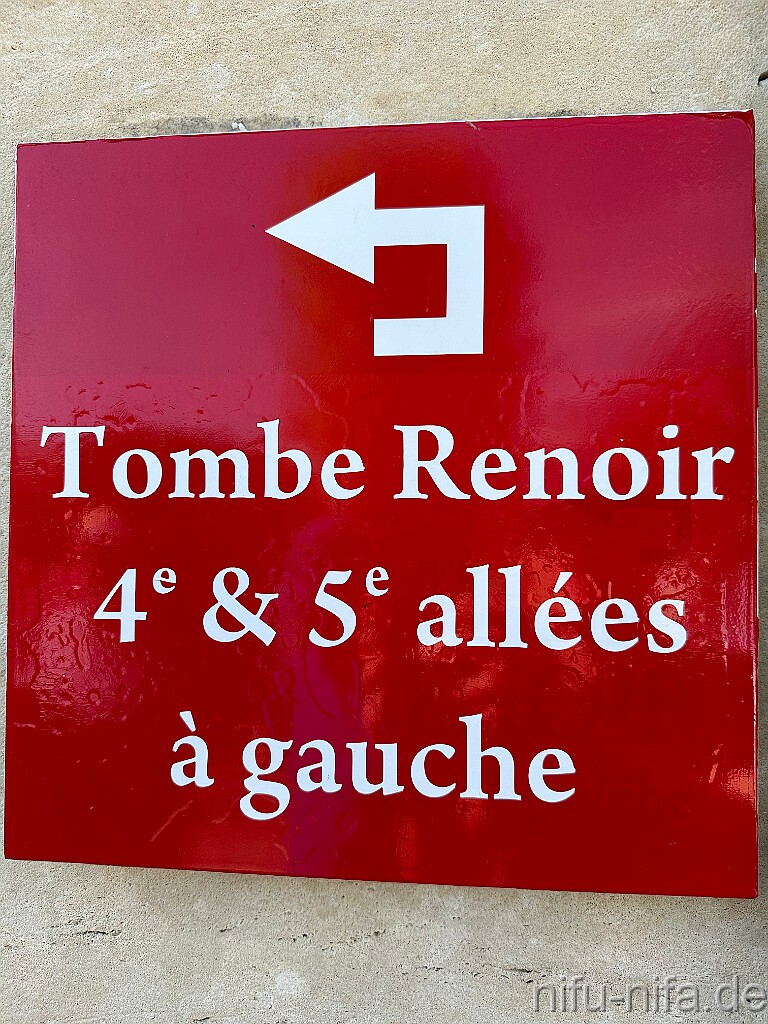 Tombe Renoir
4ᵉ & 5ᵉ allées
à gauche
nifu-nifa.de